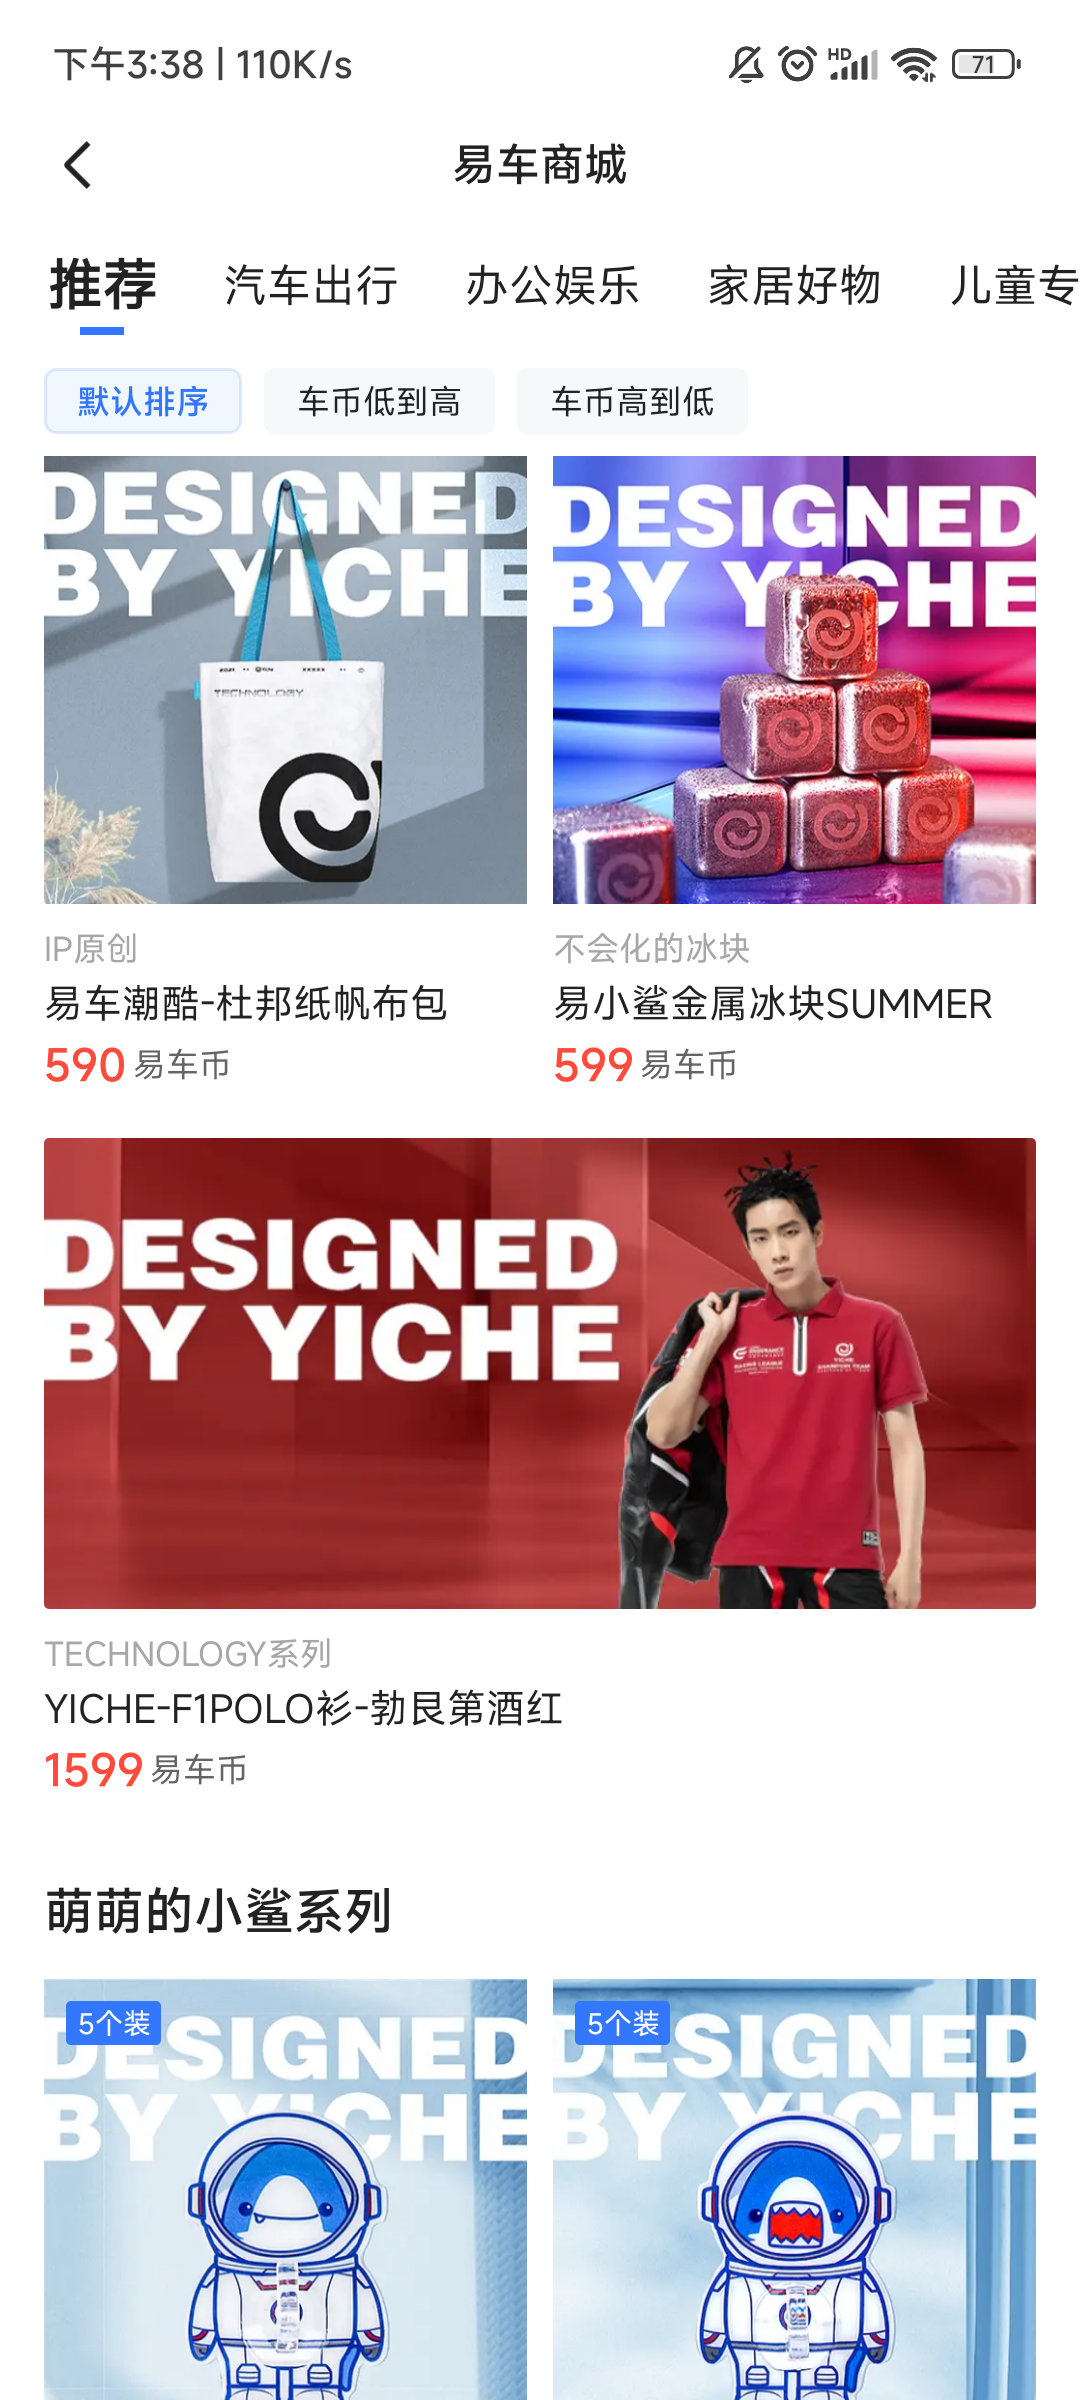 下午3:38 | 110K/s
HD
71
易车商城
推荐 汽车出行 办公娱乐 家居好物 儿童专
默认排序 车币低到高 车币高到低
DESIGNED
BY YICHE
2021
TECHNOLOGY
DESIGNED
BY YICHE
IP原创
易车潮酷-杜邦纸帆布包
590 易车币
不会化的冰块
易小鲨金属冰块SUMMER
599 易车币
DESIGNED
BY YICHE
YICHE
TECHNOLOGY系列
YICHE-F1POLO衫-勃艮第酒红
1599 易车币
萌萌的小鲨系列
5个装
DESIGNED
BY YICHE
5个装
DESIGNED
BY YICHE